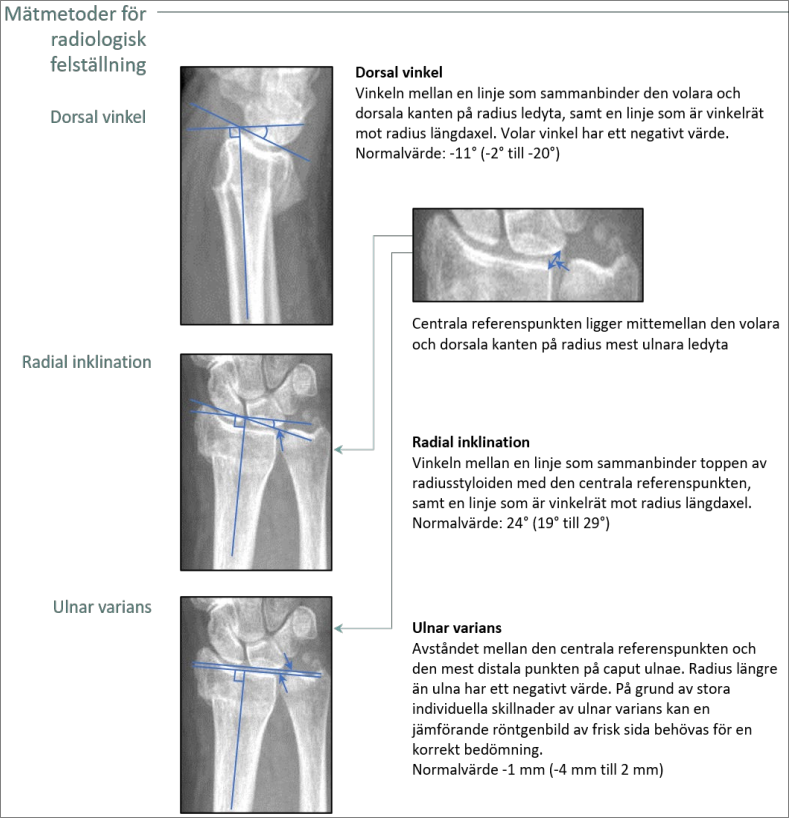 Mätmetoder för
radiologisk
felställning
Dorsal vinkel
Dorsal vinkel
Vinkeln mellan en linje som sammanbinder den volara och
dorsala kanten på radius ledyta, samt en linje som är vinkelrät
mot radius längdaxel. Volar vinkel har ett negativt värde.
Normalvärde: -11° (-2° till -20°)
Centrala referenspunkten ligger mittemellan den volara
och dorsala kanten på radius mest ulnara ledyta
Radial inklination
Radial inklination
Vinkeln mellan en linje som sammanbinder toppen av
radiusstyloiden med den centrala referenspunkten,
samt en linje som är vinkelrät mot radius längdaxel.
Normalvärde: 24° (19° till 29°)
Ulnar varians
Ulnar varians
Avståndet mellan den centrala referenspunkten och
den mest distala punkten på caput ulnae. Radius längre
än ulna har ett negativt värde. På grund av stora
individuella skillnader av ulnar varians kan en
jämförande röntgenbild av frisk sida behövas för en
korrekt bedömning.
Normalvärde -1 mm (-4 mm till 2 mm)